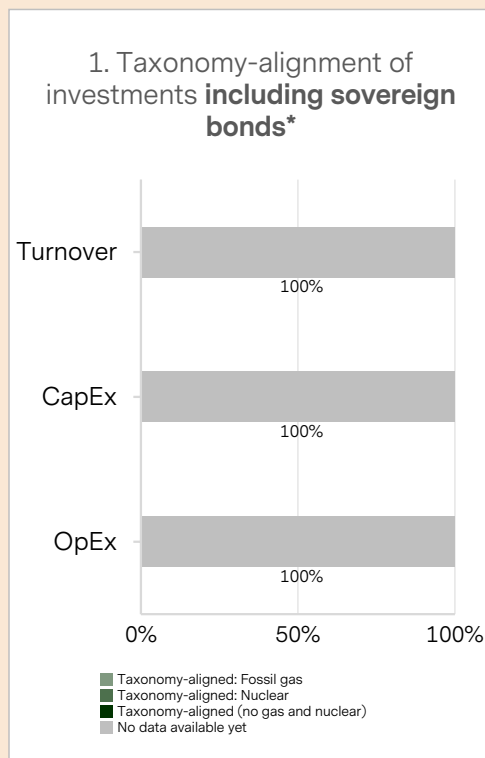 1. Taxonomy-alignment of
investments including sovereign
bonds*
Turnover
100%
CapEx
100%
OpEx
100%
0% 50% 100%
Taxonomy-aligned: Fossil gas
Taxonomy-aligned: Nuclear
Taxonomy-aligned (no gas and nuclear)
No data available yet